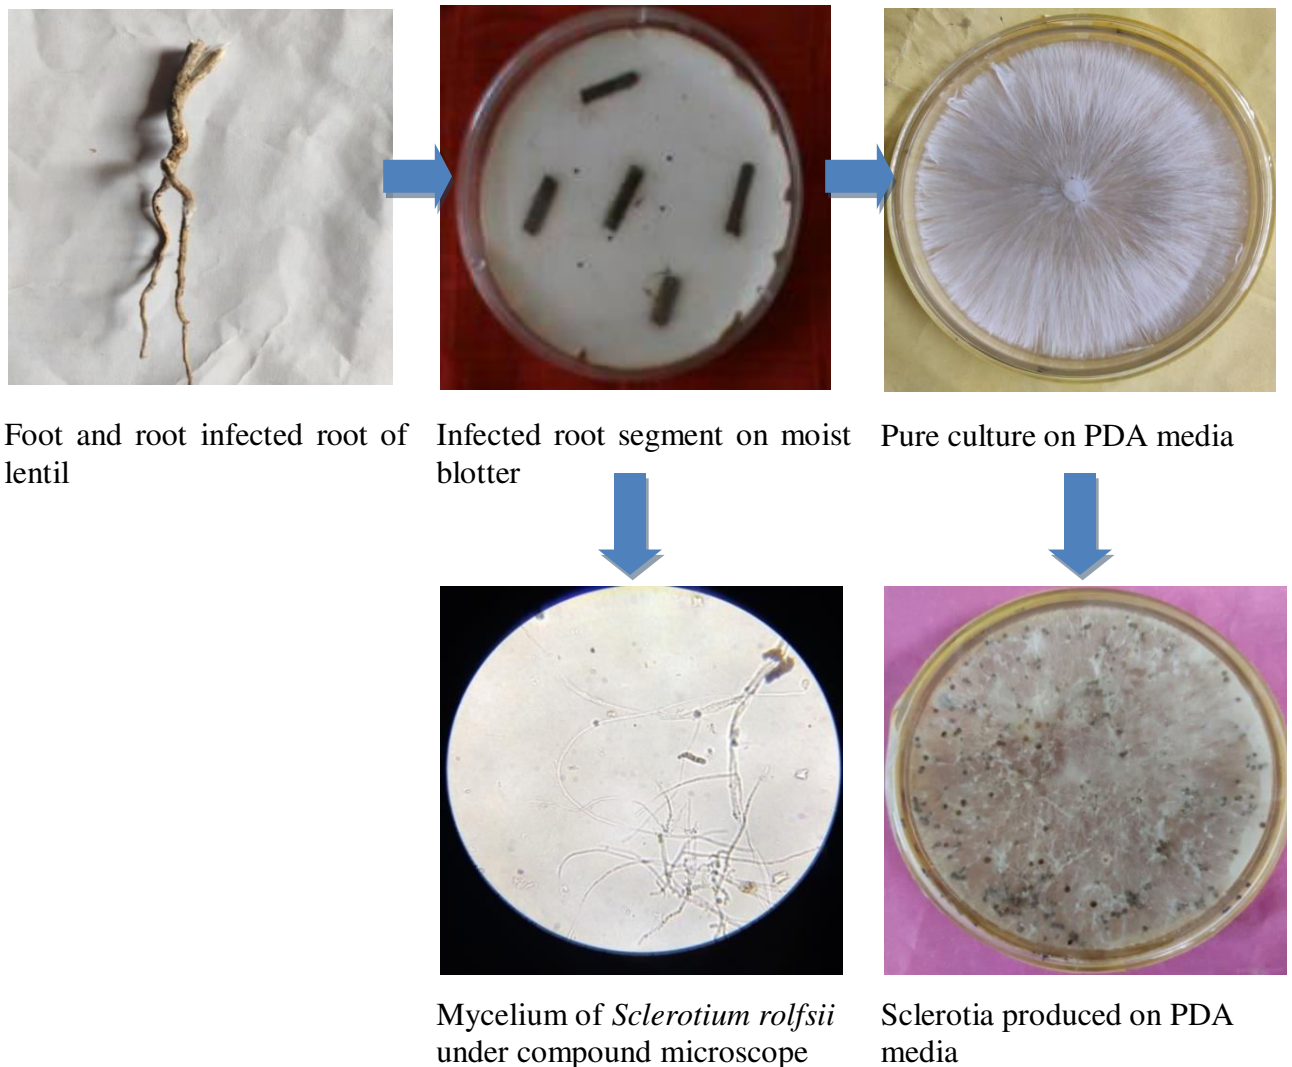 Foot and root infected root of
lentil
Infected root segment on moist
blotter
Pure culture on PDA media
Mycelium of Sclerotium rolfsii
under compound microscope
Sclerotia produced on PDA
media